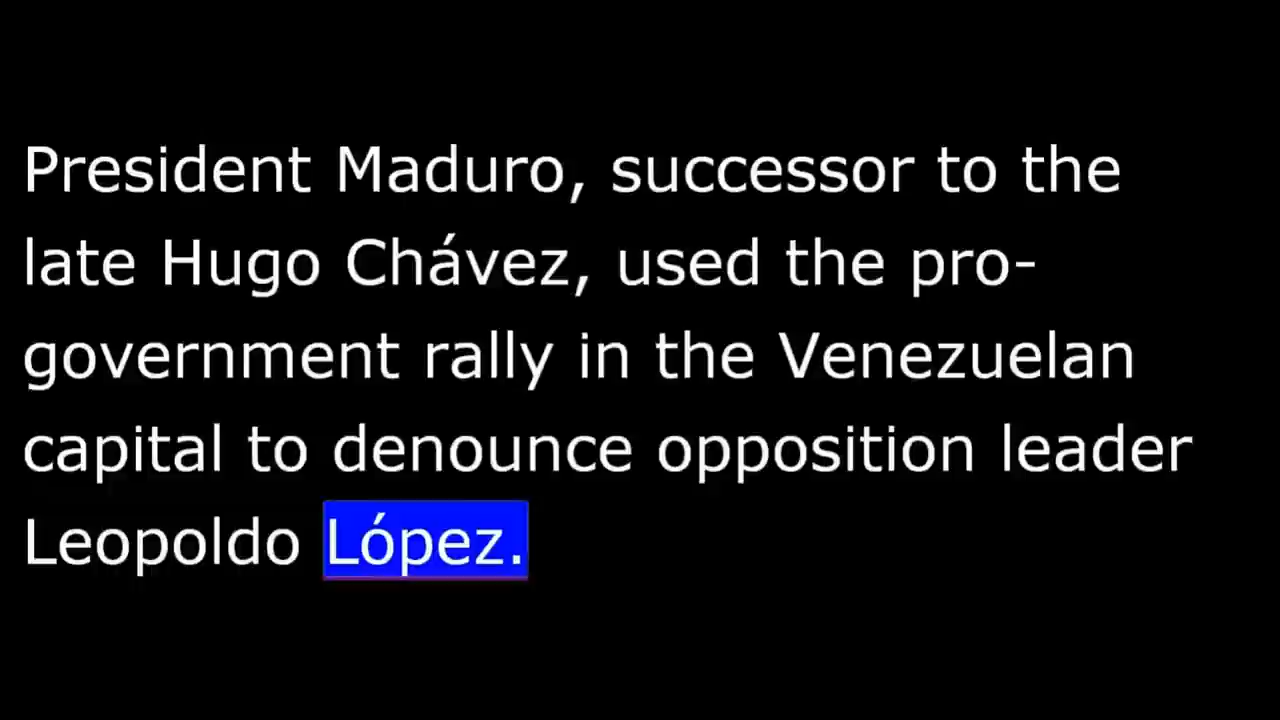 President Maduro, successor to the
late Hugo Chávez, used the pro-
government rally in the Venezuelan
capital to denounce opposition leader
Leopoldo López.